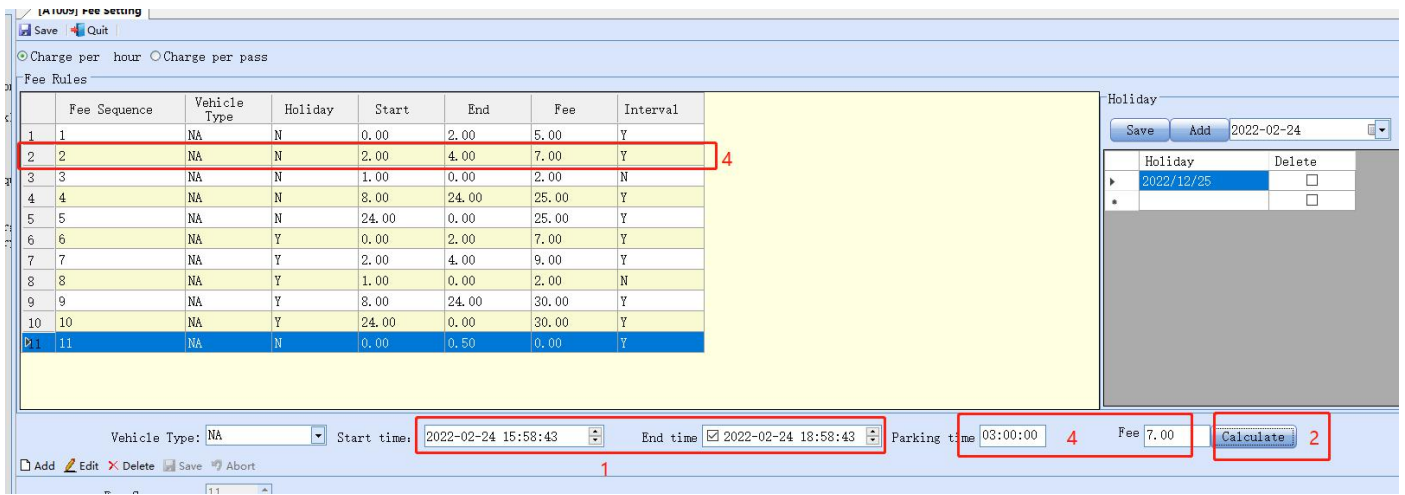 [A1009] Fee Setting
Save Quit
Charge per hour Charge per pass
Fee Rules
Fee Sequence Vehicle Type Holiday Start End Fee Interval
1 1 NA N 0.00 2.00 5.00 Y
2 2 NA N 2.00 4.00 7.00 Y 4
3 3 NA N 1.00 0.00 2.00 N
4 4 NA N 8.00 24.00 25.00 Y
5 5 NA N 24.00 0.00 25.00 Y
6 6 NA Y 0.00 2.00 7.00 Y
7 7 NA Y 2.00 4.00 9.00 Y
8 8 NA Y 1.00 0.00 2.00 N
9 9 NA Y 8.00 24.00 30.00 Y
10 10 NA Y 24.00 0.00 30.00 Y
11 11 NA N 0.00 0.50 0.00 Y
Holiday
Save Add 2022-02-24
Holiday Delete
2022/12/25
Vehicle Type: NA Start time: 2022-02-24 15:58:43 End time 2022-02-24 18:58:43 Parking time 03:00:00 4 Fee 7.00 Calculate 2
Add Edit Delete Save Abort
1
11